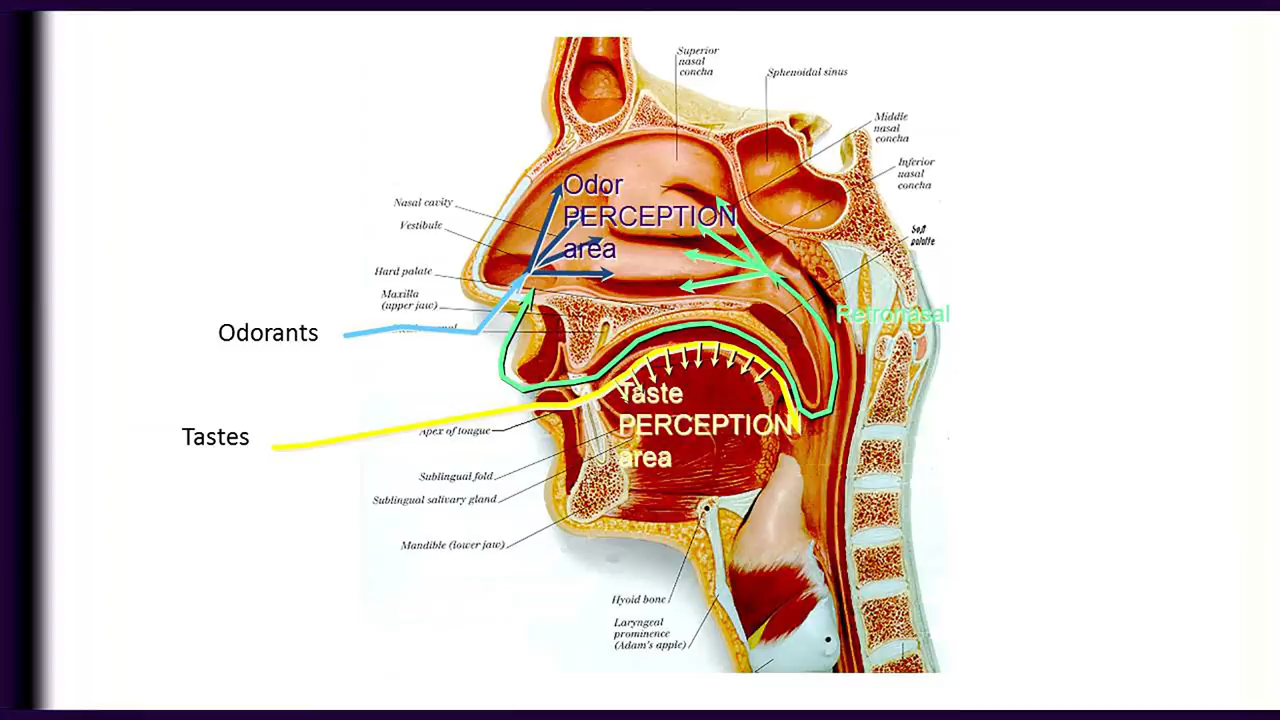 Superior
nasal
concha
Sphenoidal sinus
Middle
nasal
concha
Inferior
nasal
concha
Odor
PERCEPTION
area
Nasal cavity
Vestibule
Soft
palatte
Hard palate
Maxilla
(upper jaw)
Retronasal
Odorants
Taste
PERCEPTION
area
Tastes
Apex of tongue
Sublingual fold
Sublingual salivary gland
Mandible (lower jaw)
Hyoid bone
Laryngeal
prominence
(Adam's apple)